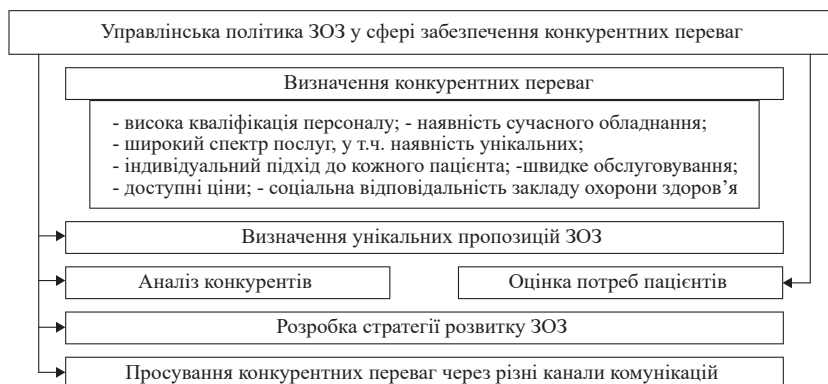 Управлінська політика ЗОЗ у сфері забезпечення конкурентних переваг
Визначення конкурентних переваг
- висока кваліфікація персоналу; - наявність сучасного обладнання;
- широкий спектр послуг, у т.ч. наявність унікальних;
- індивідуальний підхід до кожного пацієнта; -швидке обслуговування;
- доступні ціни; - соціальна відповідальність закладу охорони здоров’я
Визначення унікальних пропозицій ЗОЗ
Аналіз конкурентів
Оцінка потреб пацієнтів
Розробка стратегії розвитку ЗОЗ
Просування конкурентних переваг через різні канали комунікацій